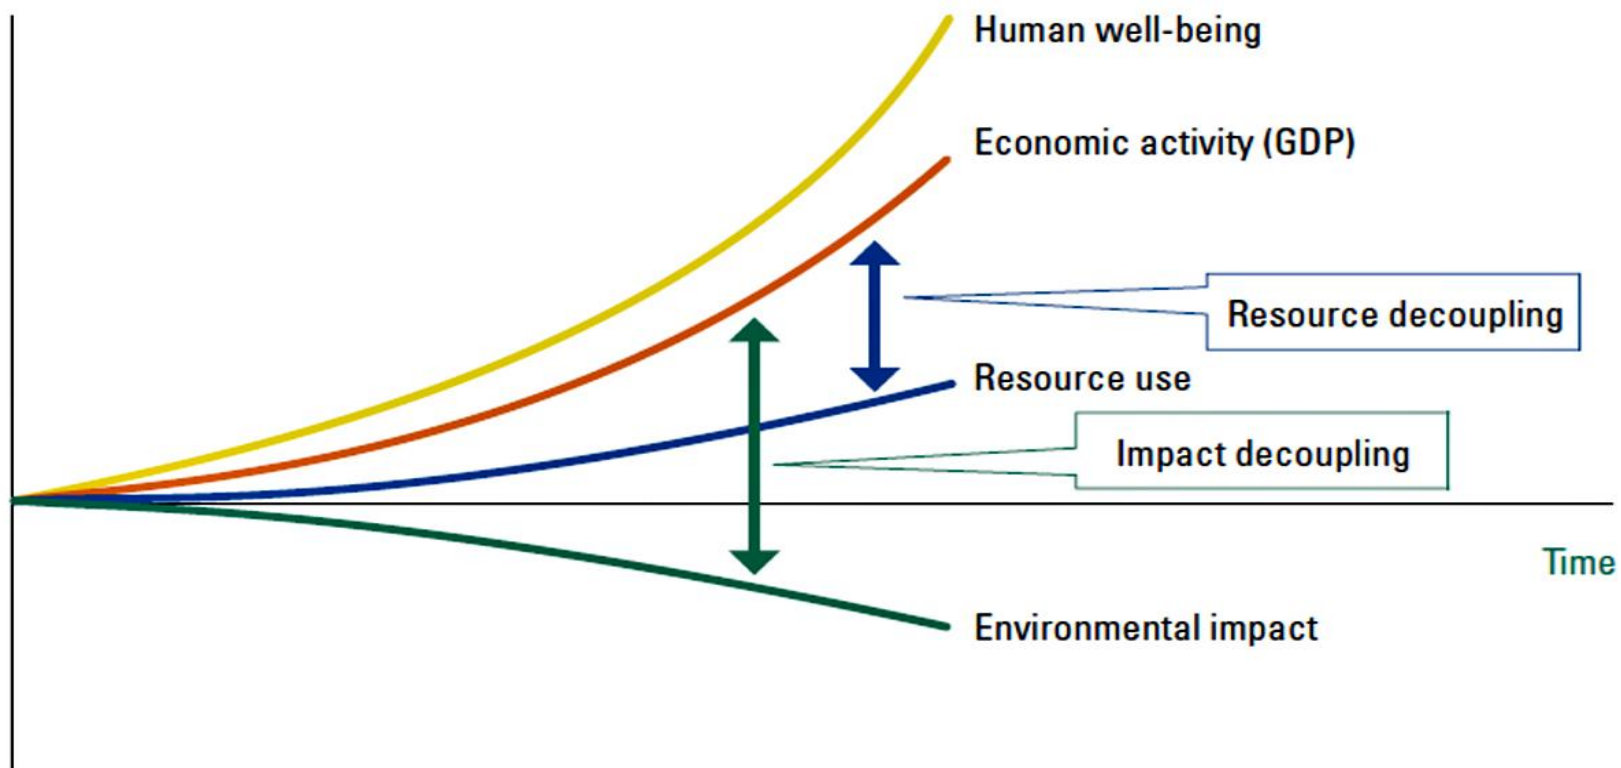 Human well-being
Economic activity (GDP)
Resource decoupling
Resource use
Impact decoupling
Time
Environmental impact